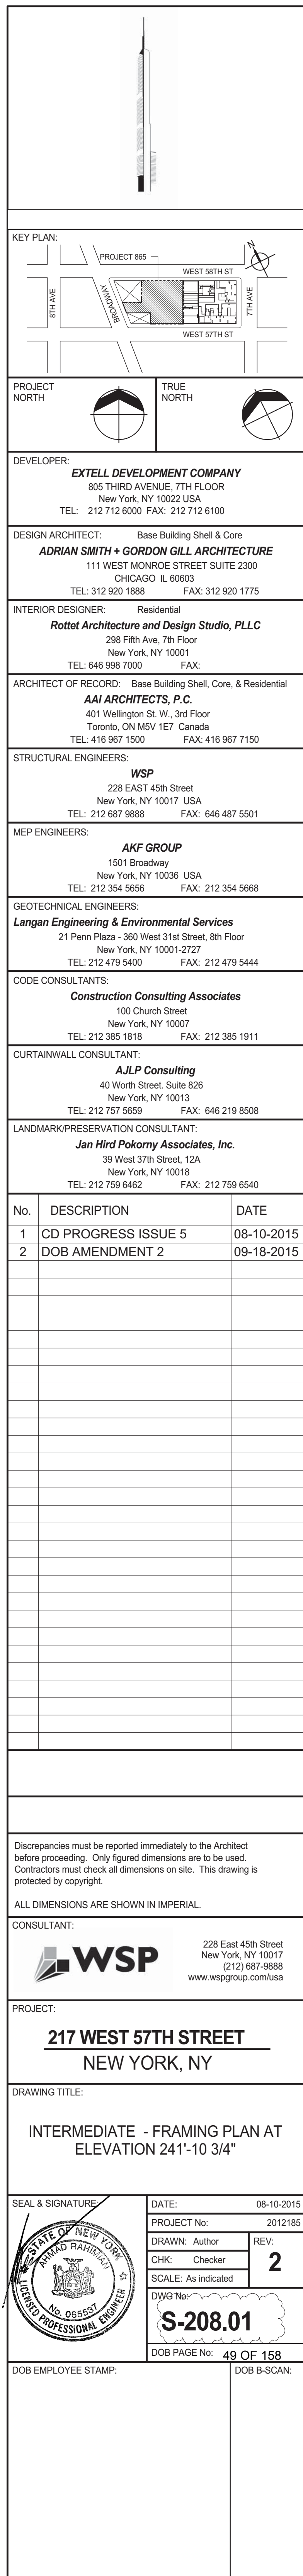 KEY PLAN:
N
PROJECT 865
WEST 58TH ST
8TH AVE
BROADWAY
7TH AVE
WEST 57TH ST
PROJECT NORTH
TRUE NORTH
DEVELOPER:
EXTELL DEVELOPMENT COMPANY
805 THIRD AVENUE, 7TH FLOOR
New York, NY 10022 USA
TEL: 212 712 6000 FAX: 212 712 6100
DESIGN ARCHITECT: Base Building Shell & Core
ADRIAN SMITH + GORDON GILL ARCHITECTURE
111 WEST MONROE STREET SUITE 2300
CHICAGO IL 60603
TEL: 312 920 1888 FAX: 312 920 1775
INTERIOR DESIGNER: Residential
Rottet Architecture and Design Studio, PLLC
298 Fifth Ave, 7th Floor
New York, NY 10001
TEL: 646 998 7000 FAX:
ARCHITECT OF RECORD: Base Building Shell, Core, & Residential
AAI ARCHITECTS, P.C.
401 Wellington St. W., 3rd Floor
Toronto, ON M5V 1E7 Canada
TEL: 416 967 1500 FAX: 416 967 7150
STRUCTURAL ENGINEERS:
WSP
228 EAST 45th Street
New York, NY 10017 USA
TEL: 212 687 9888 FAX: 646 487 5501
MEP ENGINEERS:
AKF GROUP
1501 Broadway
New York, NY 10036 USA
TEL: 212 354 5656 FAX: 212 354 5668
GEOTECHNICAL ENGINEERS:
Langan Engineering & Environmental Services
21 Penn Plaza - 360 West 31st Street, 8th Floor
New York, NY 10001-2727
TEL: 212 479 5400 FAX: 212 479 5444
CODE CONSULTANTS:
Construction Consulting Associates
100 Church Street
New York, NY 10007
TEL: 212 385 1818 FAX: 212 385 1911
CURTAINWALL CONSULTANT:
AJLP Consulting
40 Worth Street. Suite 826
New York, NY 10013
TEL: 212 757 5659 FAX: 646 219 8508
LANDMARK/PRESERVATION CONSULTANT:
Jan Hird Pokorny Associates, Inc.
39 West 37th Street, 12A
New York, NY 10018
TEL: 212 759 6462 FAX: 212 759 6540
No. DESCRIPTION DATE
1 CD PROGRESS ISSUE 5 08-10-2015
2 DOB AMENDMENT 2 09-18-2015
Discrepancies must be reported immediately to the Architect
before proceeding. Only figured dimensions are to be used.
Contractors must check all dimensions on site. This drawing is
protected by copyright.
ALL DIMENSIONS ARE SHOWN IN IMPERIAL.
CONSULTANT:
WSP
228 East 45th Street
New York, NY 10017
(212) 687-9888
www.wspgroup.com/usa
PROJECT:
217 WEST 57TH STREET
NEW YORK, NY
DRAWING TITLE:
INTERMEDIATE - FRAMING PLAN AT
ELEVATION 241'-10 3/4"
SEAL & SIGNATURE:
STATE OF NEW YORK
AHMAD RAHIMIAN
No. 065537
LICENSED PROFESSIONAL ENGINEER
DATE: 08-10-2015
PROJECT No: 2012185
DRAWN: Author
CHK: Checker
SCALE: As indicated
REV:
2
DWG No:
S-208.01
DOB PAGE No: 49 OF 158
DOB EMPLOYEE STAMP:
DOB B-SCAN: